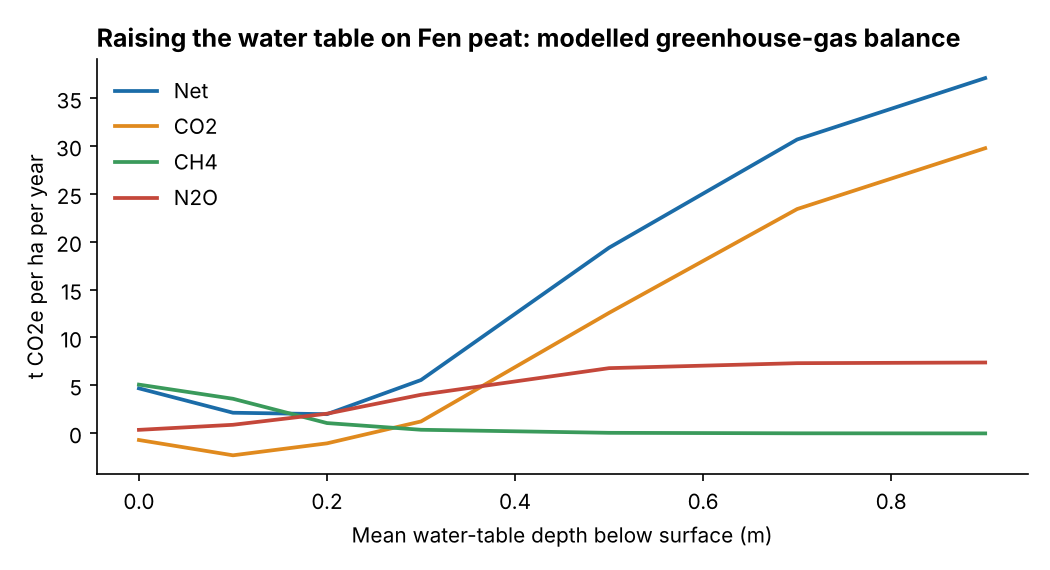 Raising the water table on Fen peat: modelled greenhouse-gas balance
Net
CO2
CH4
N2O
35
30
25
20
15
10
5
0
t CO2e per ha per year
0.0 0.2 0.4 0.6 0.8
Mean water-table depth below surface (m)